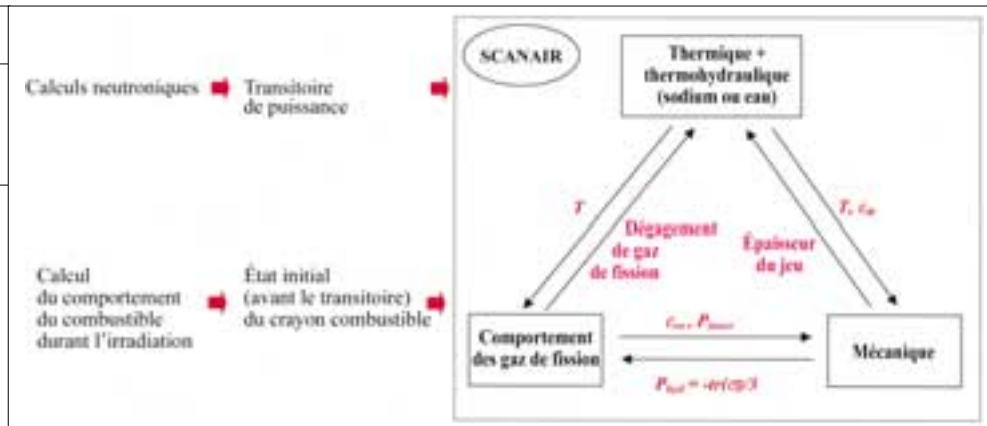 SCANAIR
Thermique +
thermohydraulique
(sodium ou eau)
Calculs neutroniques
Transitoire
de puissance
T
Dégagement
de gaz
de fission
Épaisseur
du jeu
Calcul
du comportement
du combustible
durant l’irradiation
État initial
(avant le transitoire)
du crayon combustible
Comportement
des gaz de fission
Mécanique